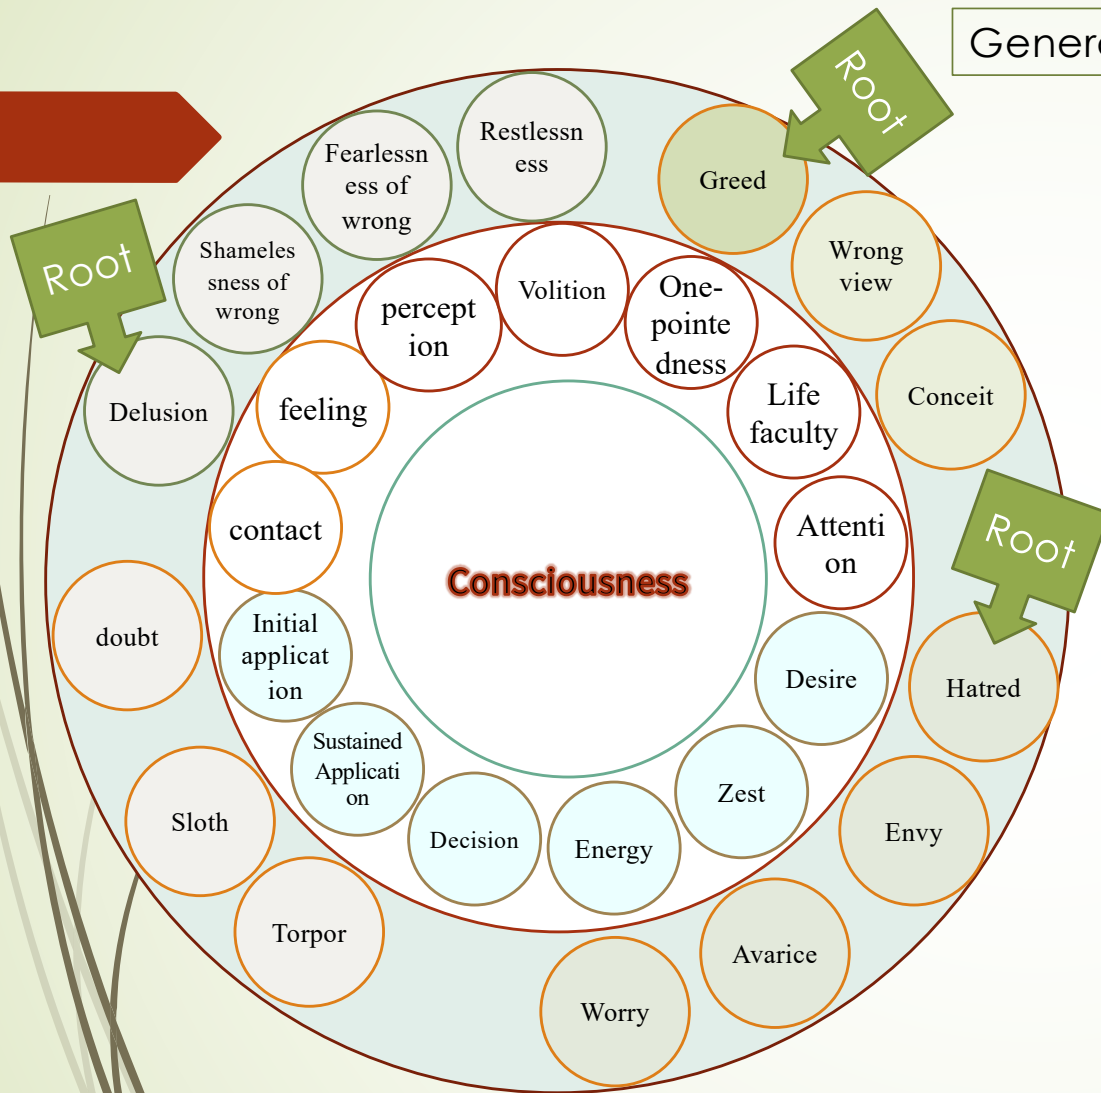 Gener
Root
Restlessn
ess
Fearlessn
ess of
wrong
Greed
Root
Shameles
sness of
wrong
Wrong
view
Volition
One-
pointe
dness
percept
ion
Delusion
feeling
Life
faculty
Conceit
contact
Attenti
on
Root
Consciousness
doubt
Initial
applicat
ion
Desire
Hatred
Sustained
Applicati
on
Zest
Sloth
Decision
Energy
Envy
Torpor
Avarice
Worry